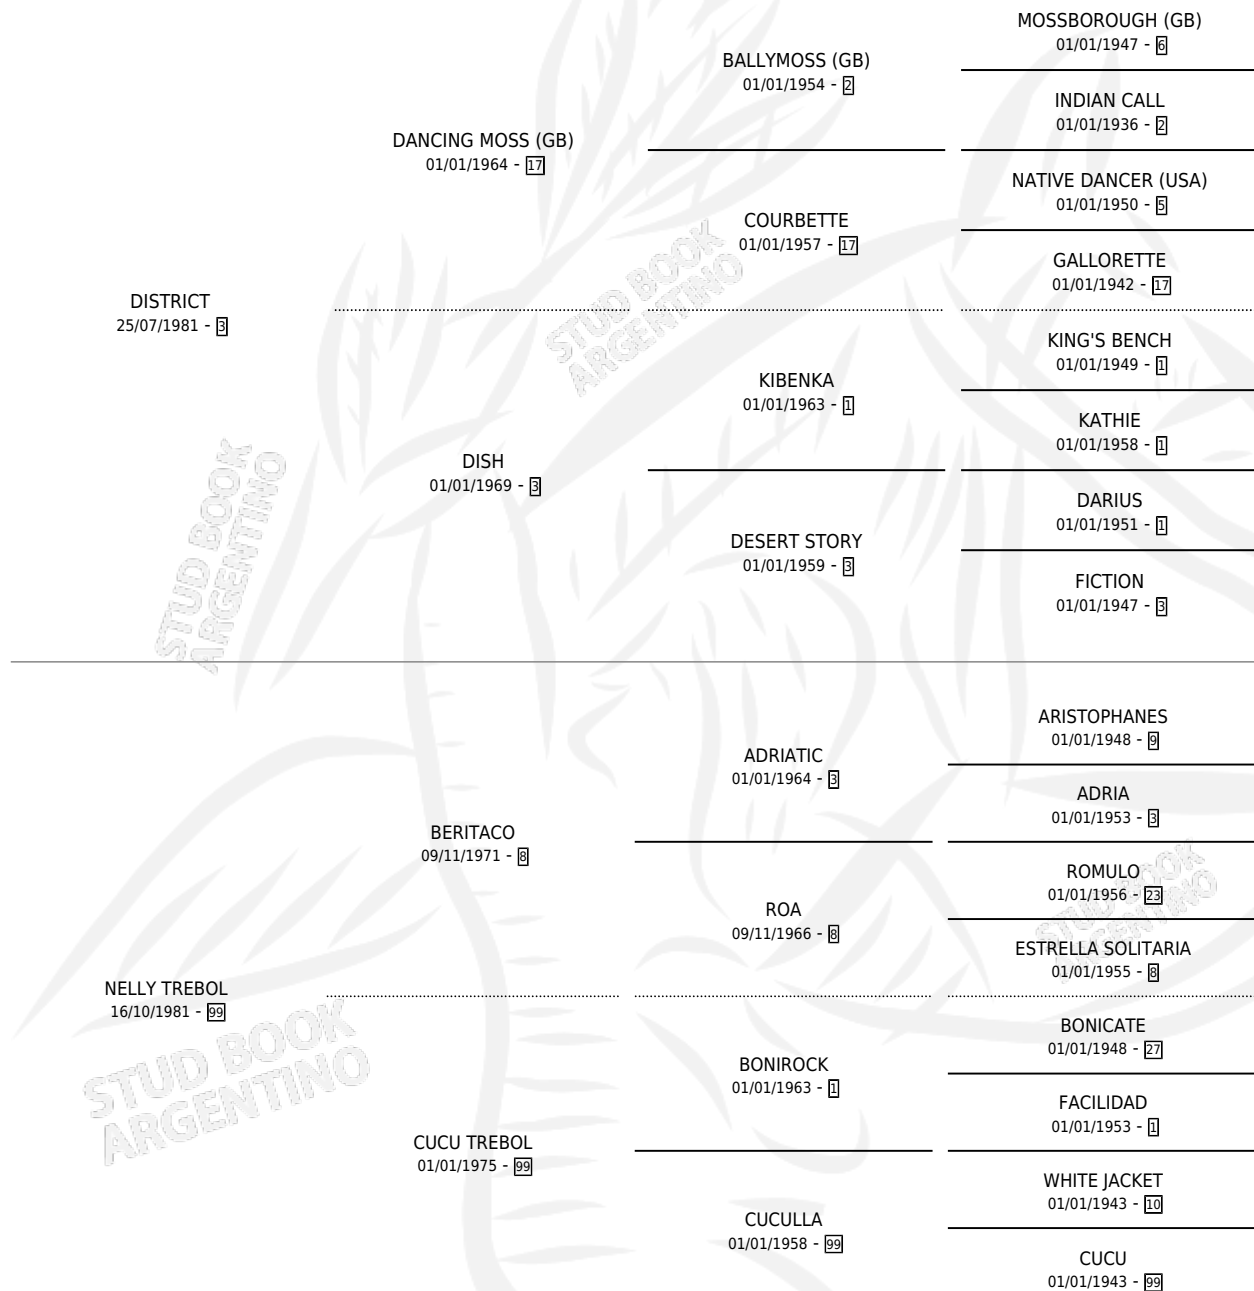 MOSSBOROUGH (GB)
01/01/1947 - 6
BALLYMOSS (GB)
01/01/1954 - 2
INDIAN CALL
01/01/1936 - 2
DANCING MOSS (GB)
01/01/1964 - 17
NATIVE DANCER (USA)
01/01/1950 - 5
COURBETTE
01/01/1957 - 17
GALLORETTE
01/01/1942 - 17
DISTRICT
25/07/1981 - 3
KING'S BENCH
01/01/1949 - 1
KIBENKA
01/01/1963 - 1
KATHIE
01/01/1958 - 1
DISH
01/01/1969 - 3
DARIUS
01/01/1951 - 1
DESERT STORY
01/01/1959 - 3
FICTION
01/01/1947 - 3
ARISTOPHANES
01/01/1948 - 9
ADRIATIC
01/01/1964 - 3
ADRIA
01/01/1953 - 3
BERITACO
09/11/1971 - 8
ROMULO
01/01/1956 - 23
ROA
09/11/1966 - 8
ESTRELLA SOLITARIA
01/01/1955 - 8
NELLY TREBOL
16/10/1981 - 99
BONICATE
01/01/1948 - 27
BONIROCK
01/01/1963 - 1
FACILIDAD
01/01/1953 - 1
CUCU TREBOL
01/01/1975 - 99
WHITE JACKET
01/01/1943 - 10
CUCULLA
01/01/1958 - 99
CUCU
01/01/1943 - 99
STUD BOOK
ARGENTINO
STUD BOOK
ARGENTINO
STUD BOOK
ARGENTINO
STUD BOOK
ARGENTINO